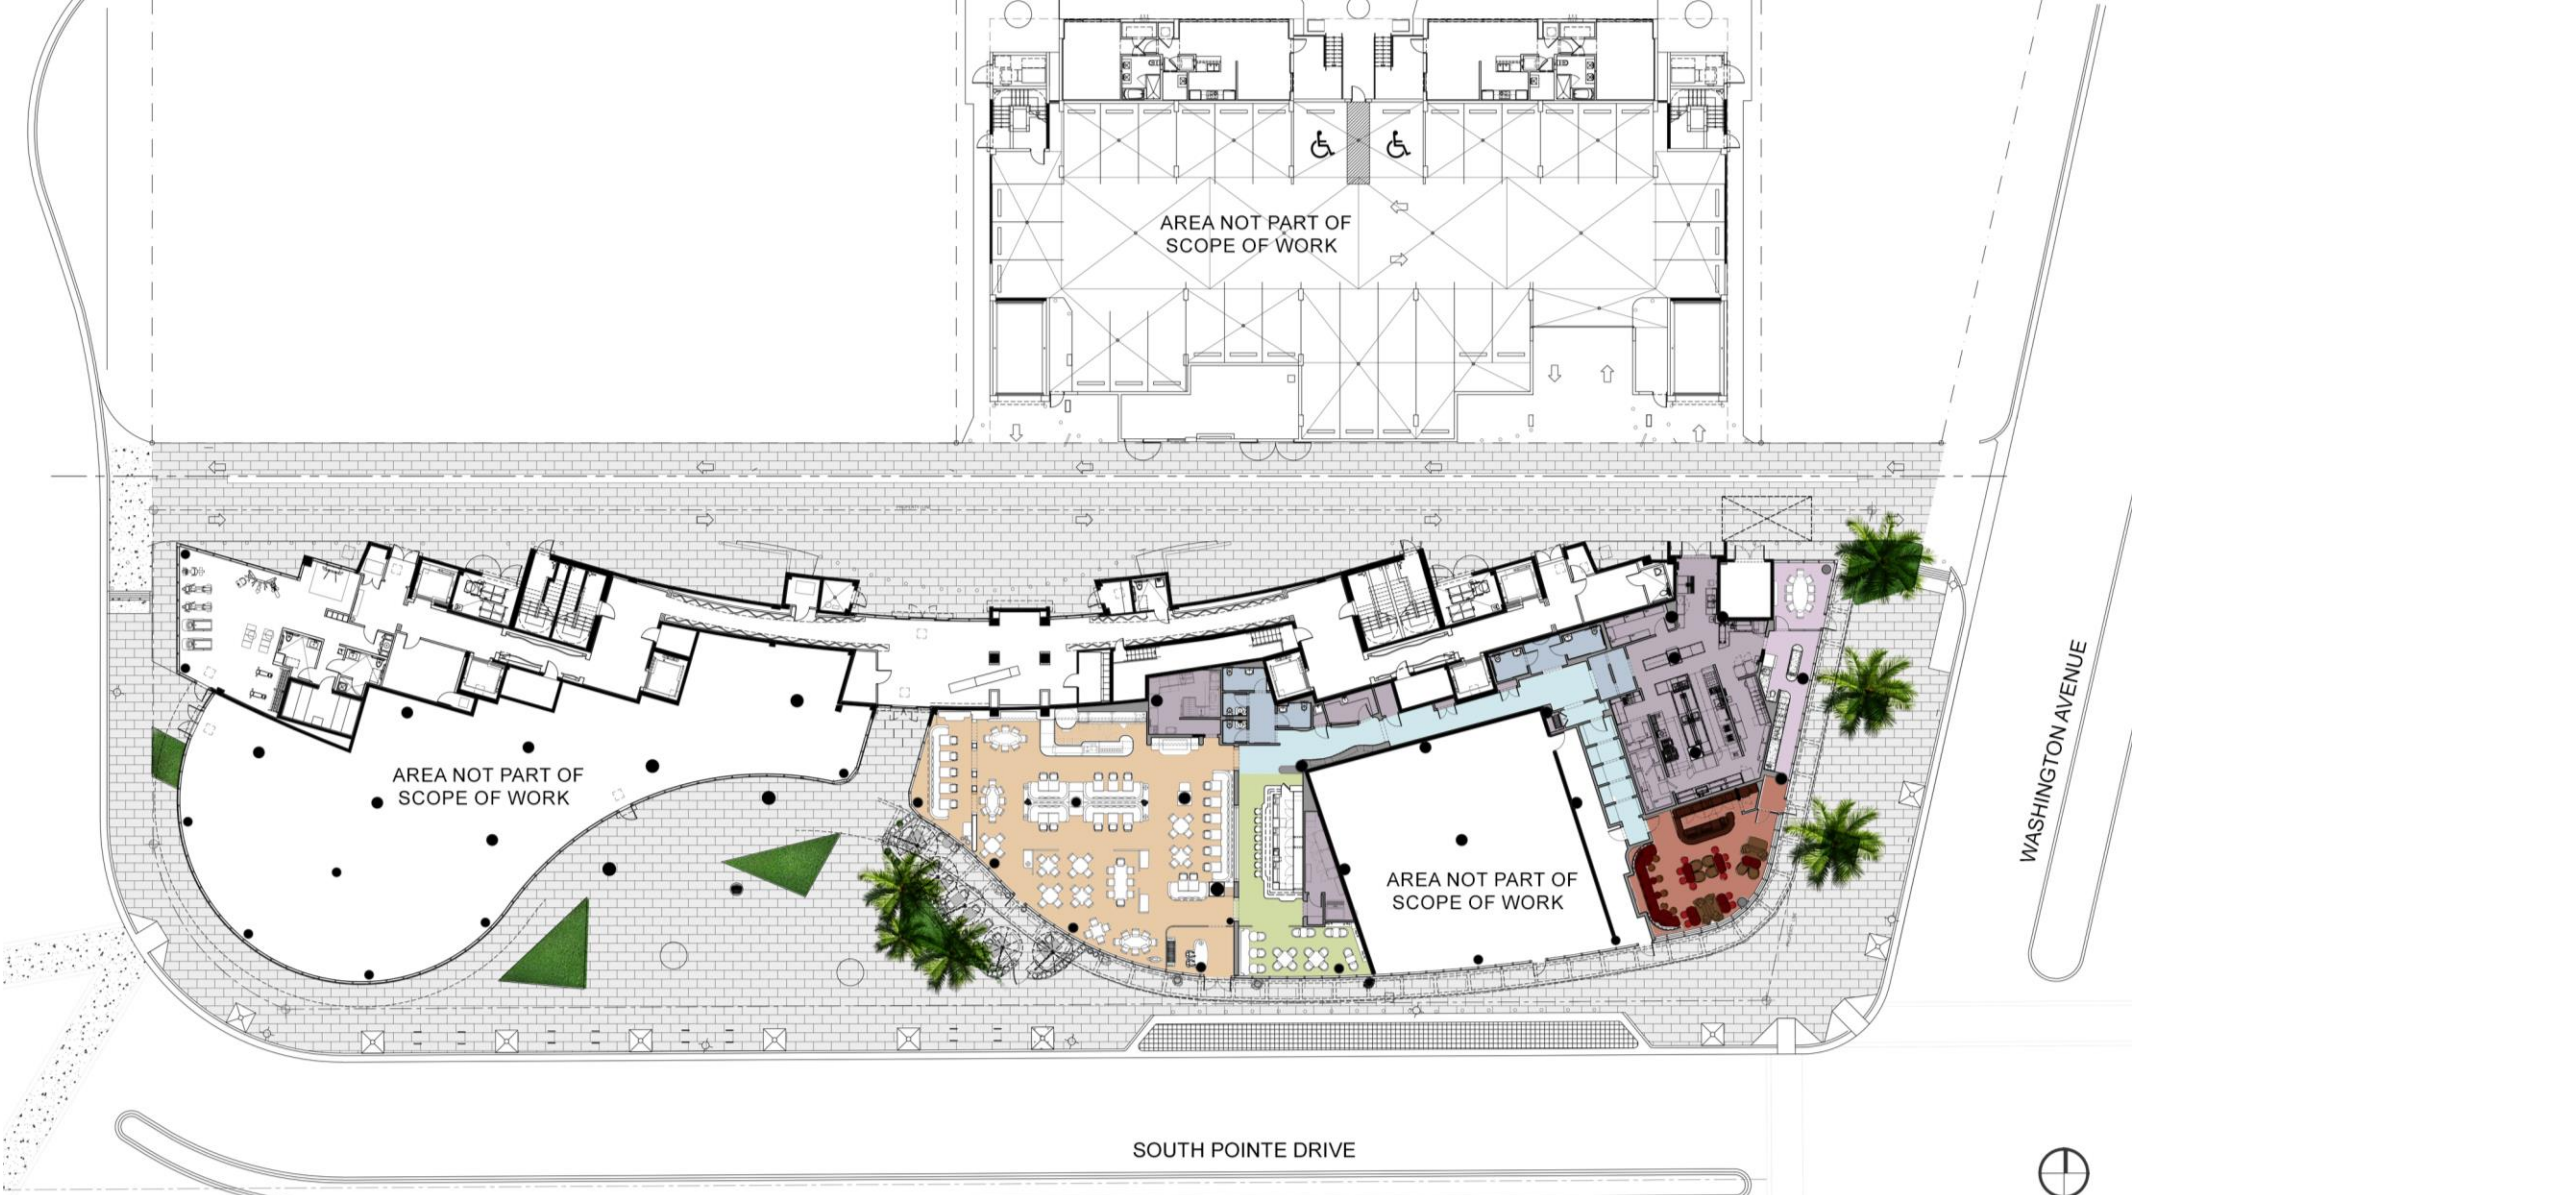 AREA NOT PART OF
SCOPE OF WORK
AREA NOT PART OF
SCOPE OF WORK
AREA NOT PART OF
SCOPE OF WORK
WASHINGTON AVENUE
SOUTH POINTE DRIVE